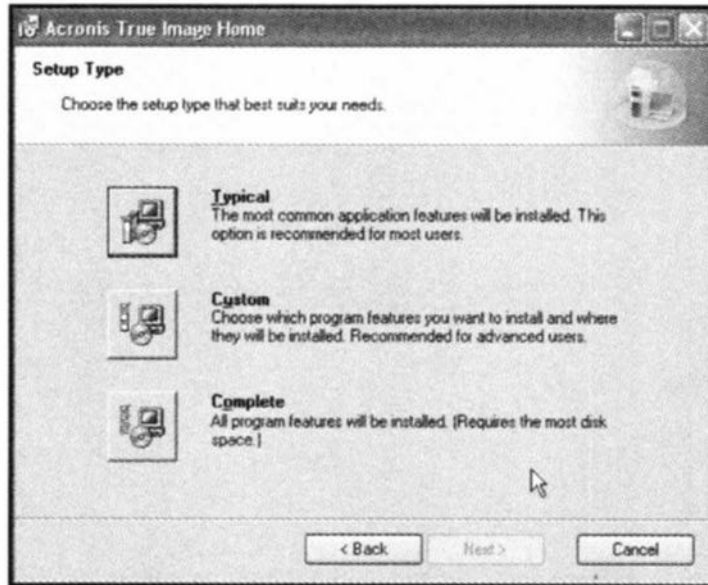 Acronis True Image Home
Setup Type
Choose the setup type that best suits your needs.
Typical
The most common application features will be installed. This
option is recommended for most users.
Custom
Choose which program features you want to install and where
they will be installed. Recommended for advanced users.
Complete
All program features will be installed. (Requires the most disk
space.)
< Back
Next >
Cancel